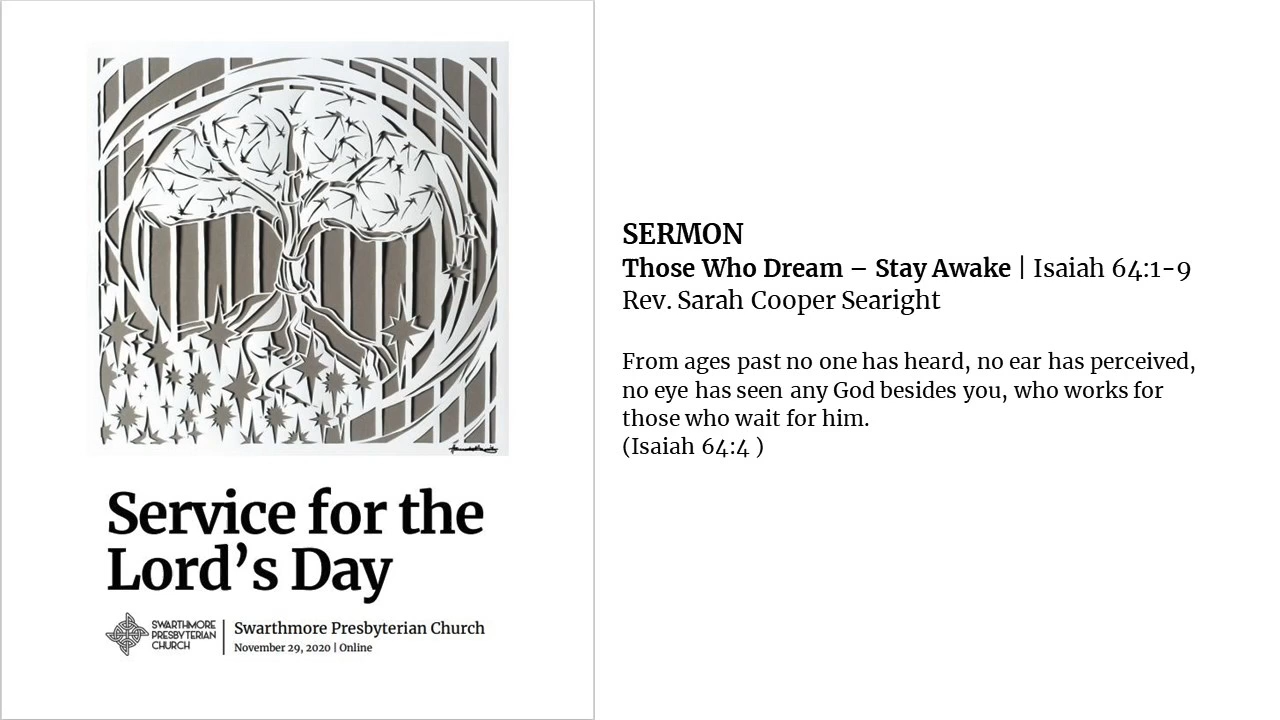 Service for the
Lord’s Day
SWARTHMORE
PRESBYTERIAN
CHURCH
Swarthmore Presbyterian Church
November 29, 2020 | Online
SERMON
Those Who Dream – Stay Awake | Isaiah 64:1-9
Rev. Sarah Cooper Searight
From ages past no one has heard, no ear has perceived,
no eye has seen any God besides you, who works for
those who wait for him.
(Isaiah 64:4 )